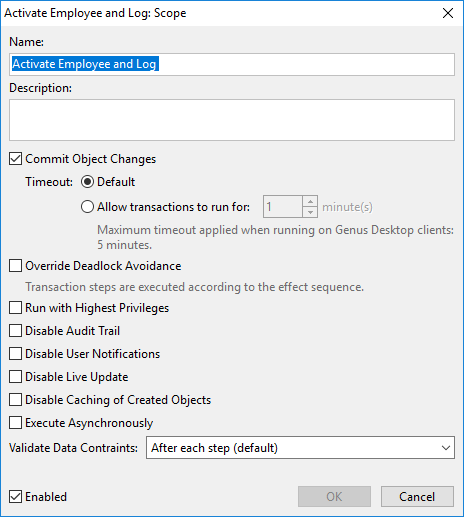 Activate Employee and Log: Scope
Name:
Activate Employee and Log
Description:
Commit Object Changes
Timeout: Default
Allow transactions to run for: 1 minute(s)
Maximum timeout applied when running on Genus Desktop clients:
5 minutes.
Override Deadlock Avoidance
Transaction steps are executed according to the effect sequence.
Run with Highest Privileges
Disable Audit Trail
Disable User Notifications
Disable Live Update
Disable Caching of Created Objects
Execute Asynchronously
Validate Data Contraints: After each step (default)
Enabled OK Cancel